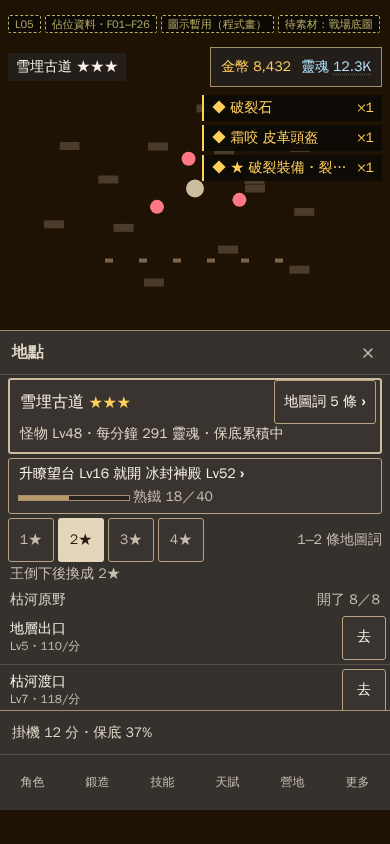 L05 佔位資料・F01–F26 圖示暫用（程式畫） 待素材：戰場底圖
雪埋古道 ★★★
金幣 8,432 靈魂 12.3K
◆ 破裂石 ×1
◆ 霜咬 皮革頭盔 ×1
◆ ★ 破裂裝備・裂⋯ ×1
地點 ×
雪埋古道 ★★★
地圖詞 5 條 ›
怪物 Lv48・每分鐘 291 靈魂・保底累積中
升瞭望台 Lv16 就開 冰封神殿 Lv52 ›
熟鐵 18／40
1★ 2★ 3★ 4★ 1–2 條地圖詞
王倒下後換成 2★
枯河原野 開了 8／8
地層出口
Lv5・110/分
去
枯河渡口
Lv7・118/分
去
掛機 12 分・保底 37%
角色 鍛造 技能 天賦 營地 更多